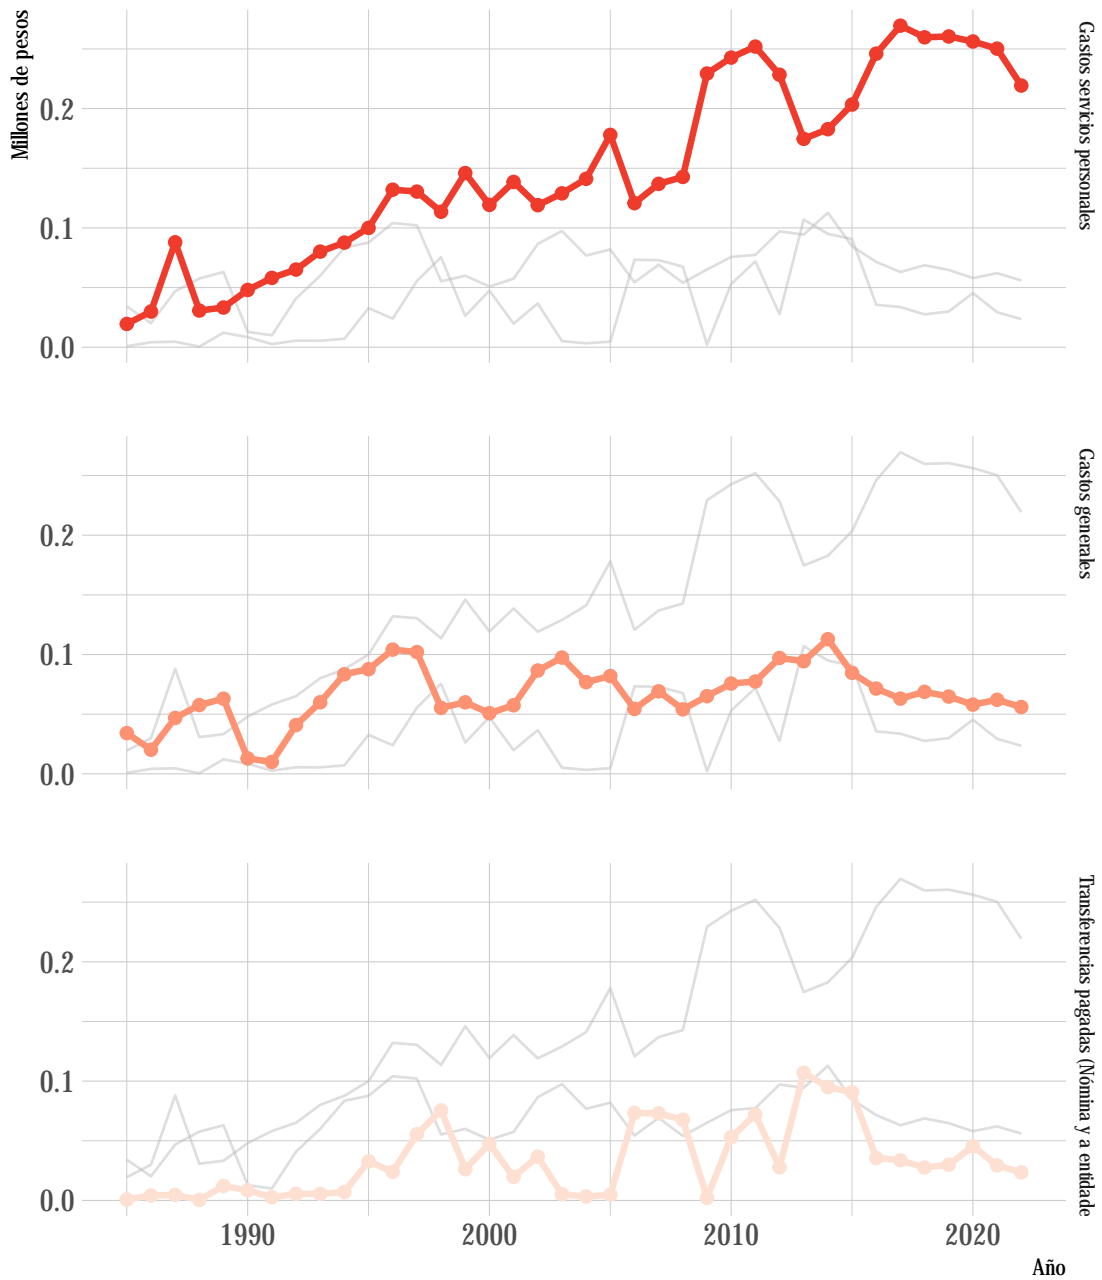 Millones de pesos
Gastos servicios personales
0.2
0.1
0.0
Gastos generales
0.2
0.1
0.0
Transferencias pagadas (Nómina y a entidade
0.2
0.1
0.0
1990
2000
2010
2020
Año